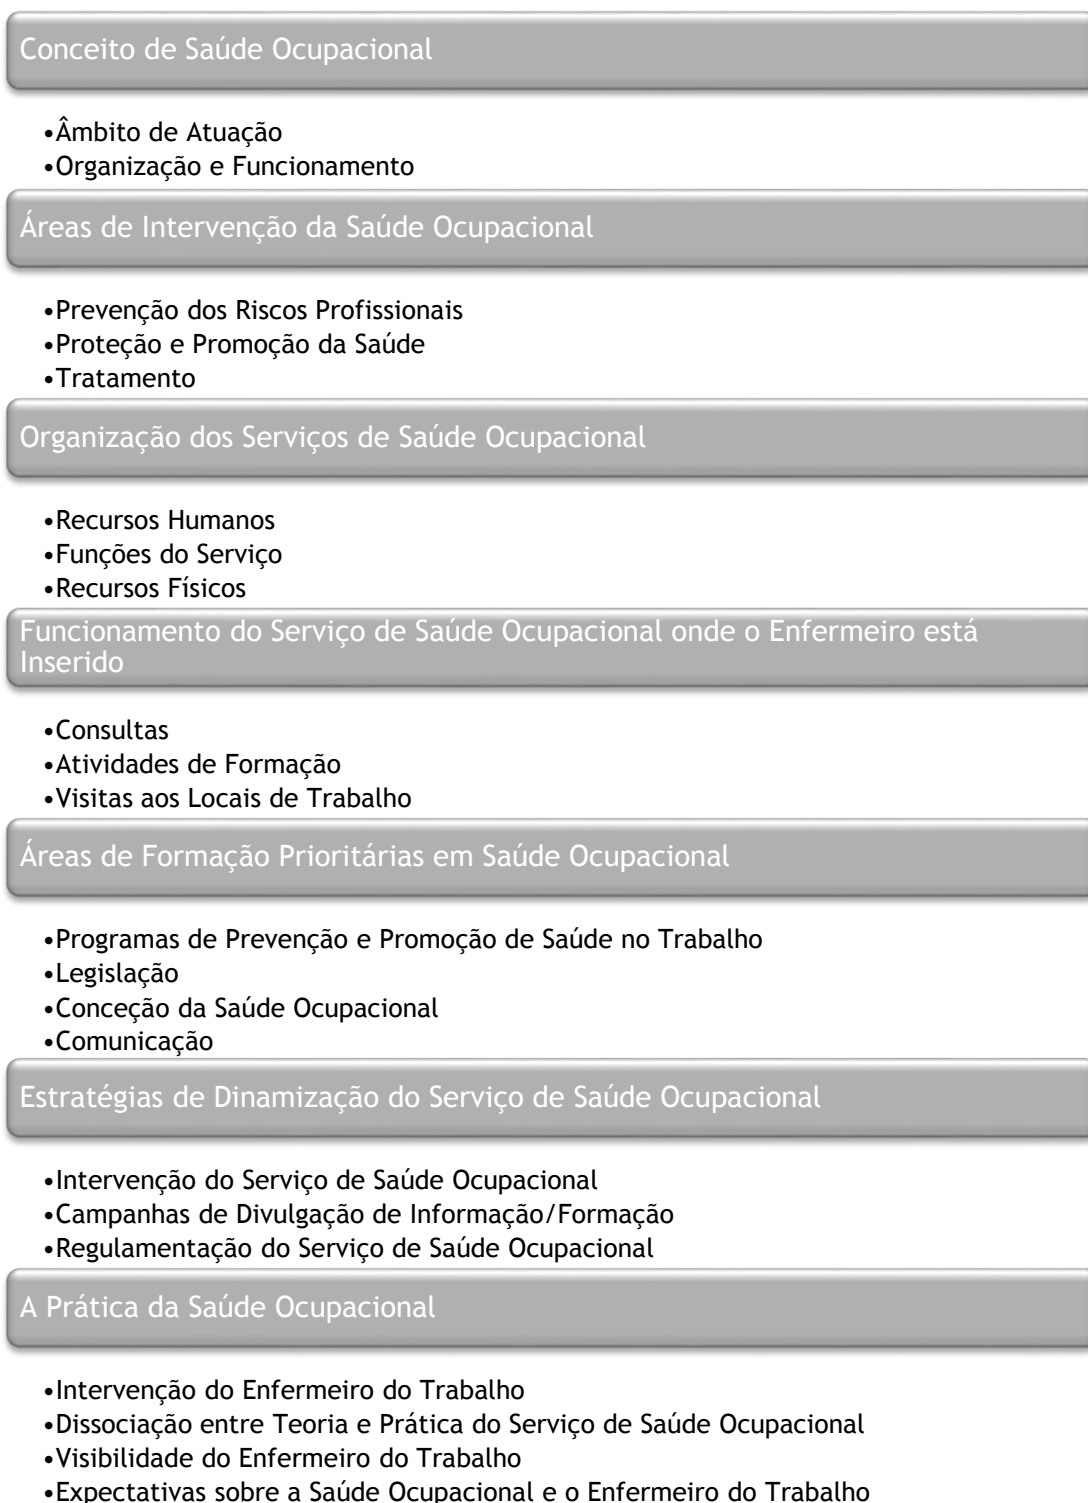 Conceito de Saúde Ocupacional
•Âmbito de Atuação
•Organização e Funcionamento
Áreas de Intervenção da Saúde Ocupacional
•Prevenção dos Riscos Profissionais
•Proteção e Promoção da Saúde
•Tratamento
Organização dos Serviços de Saúde Ocupacional
•Recursos Humanos
•Funções do Serviço
•Recursos Físicos
Funcionamento do Serviço de Saúde Ocupacional onde o Enfermeiro está
Inserido
•Consultas
•Atividades de Formação
•Visitas aos Locais de Trabalho
Áreas de Formação Prioritárias em Saúde Ocupacional
•Programas de Prevenção e Promoção de Saúde no Trabalho
•Legislação
•Conceção da Saúde Ocupacional
•Comunicação
Estratégias de Dinamização do Serviço de Saúde Ocupacional
•Intervenção do Serviço de Saúde Ocupacional
•Campanhas de Divulgação de Informação/Formação
•Regulamentação do Serviço de Saúde Ocupacional
A Prática da Saúde Ocupacional
•Intervenção do Enfermeiro do Trabalho
•Dissociação entre Teoria e Prática do Serviço de Saúde Ocupacional
•Visibilidade do Enfermeiro do Trabalho
•Expectativas sobre a Saúde Ocupacional e o Enfermeiro do Trabalho